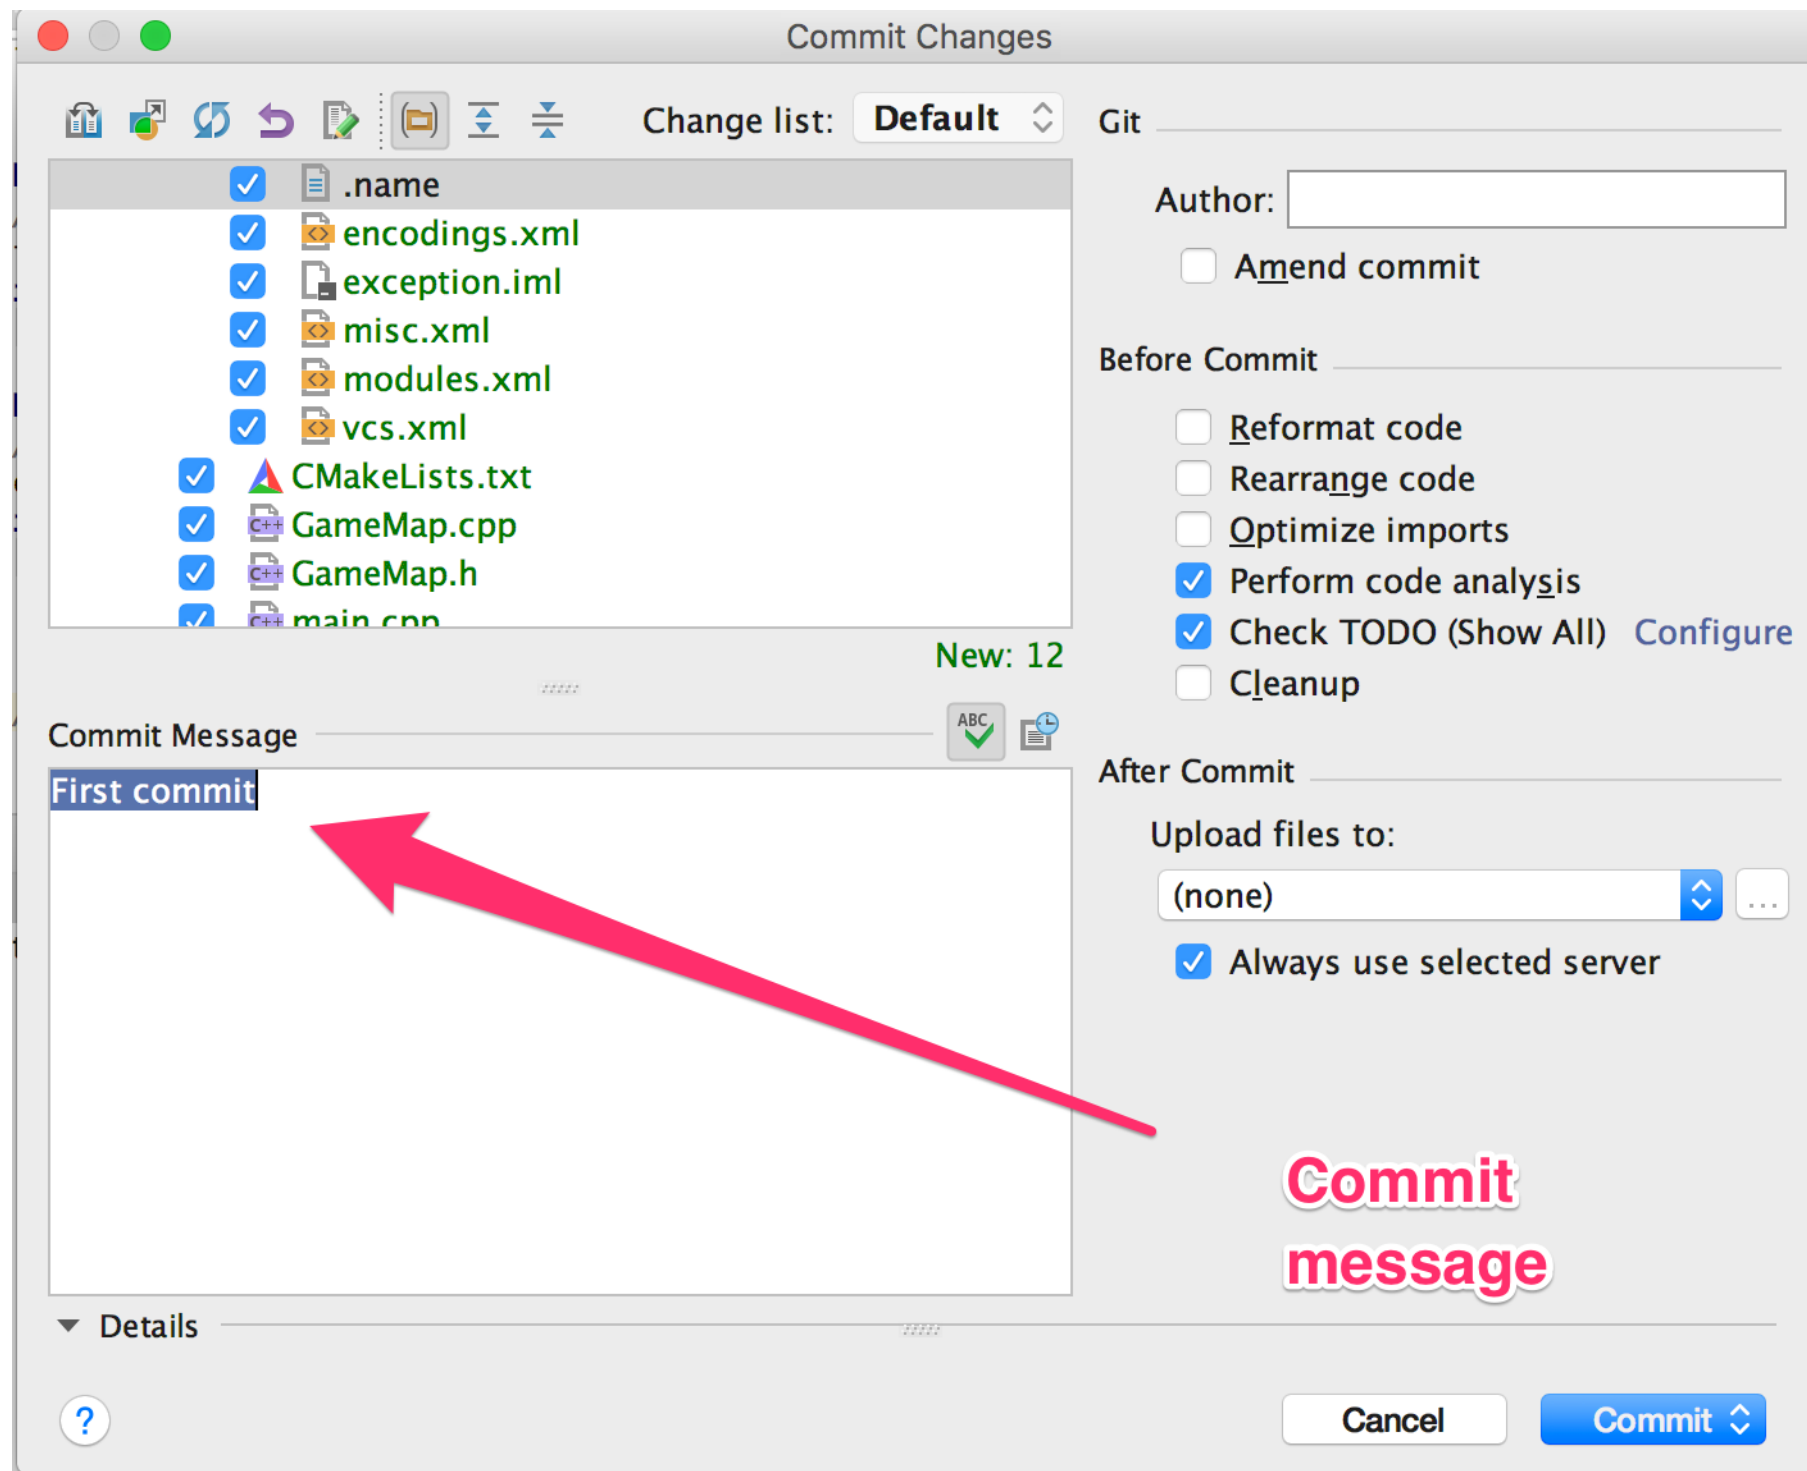 Commit Changes
Change list: Default
.name
encodings.xml
exception.iml
misc.xml
modules.xml
vcs.xml
CMakeLists.txt
GameMap.cpp
GameMap.h
main.cpp
New: 12
Commit Message
ABC
First commit
Details
Git
Author:
Amend commit
Before Commit
Reformat code
Rearrange code
Optimize imports
Perform code analysis
Check TODO (Show All) Configure
Cleanup
After Commit
Upload files to:
(none)
...
Always use selected server
Commit
message
?
Cancel
Commit